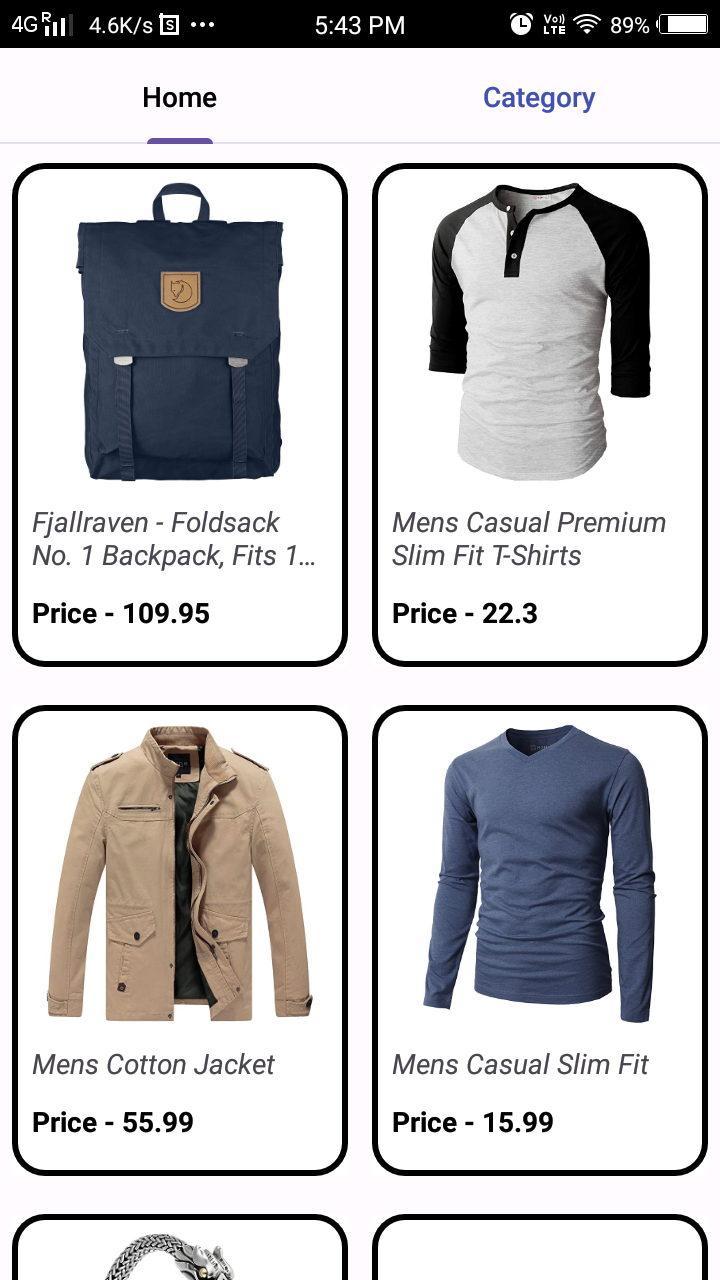 4G R 4.6K/s S ... 5:43 PM Vo)) LTE 89%
Home Category
Fjallraven - Foldsack
No. 1 Backpack, Fits 1...
Price - 109.95
Mens Casual Premium
Slim Fit T-Shirts
Price - 22.3
Mens Cotton Jacket
Price - 55.99
Mens Casual Slim Fit
Price - 15.99